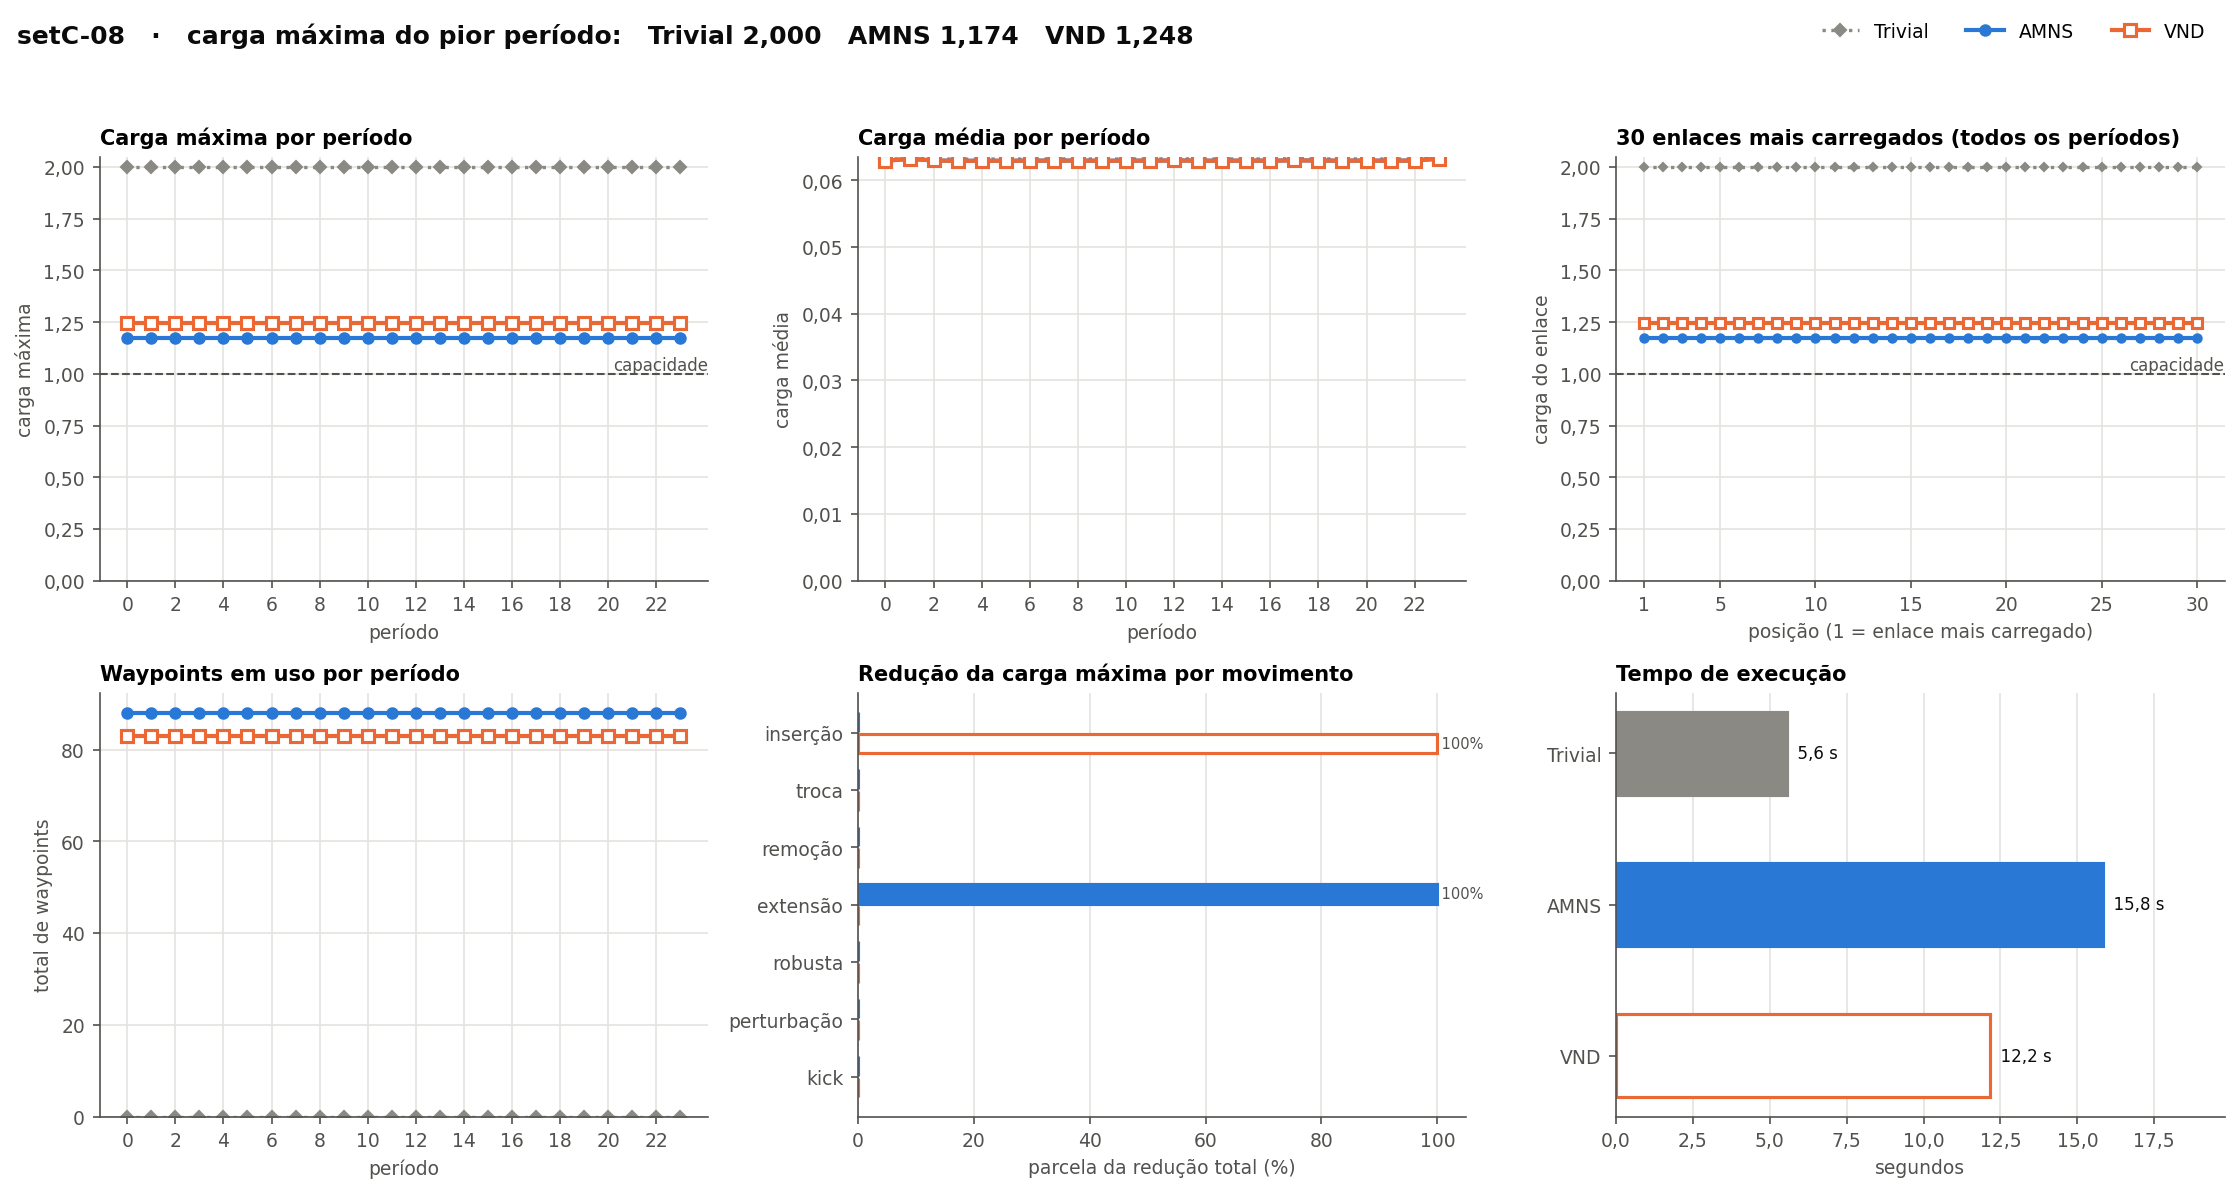 setC-08 · carga máxima do pior período: Trivial 2,000 AMNS 1,174 VND 1,248
Trivial AMNS VND
Carga máxima por período
2,00
1,75
1,50
1,25
1,00
0,75
0,50
0,25
0,00
carga máxima
capacidade
0 2 4 6 8 10 12 14 16 18 20 22
período
Carga média por período
0,06
0,05
0,04
0,03
0,02
0,01
0,00
carga média
0 2 4 6 8 10 12 14 16 18 20 22
período
30 enlaces mais carregados (todos os períodos)
2,00
1,75
1,50
1,25
1,00
0,75
0,50
0,25
0,00
carga do enlace
capacidade
1 5 10 15 20 25 30
posição (1 = enlace mais carregado)
Waypoints em uso por período
80
60
40
20
0
total de waypoints
0 2 4 6 8 10 12 14 16 18 20 22
período
Redução da carga máxima por movimento
inserção 100%
troca
remoção
extensão 100%
robusta
perturbação
kick
0 20 40 60 80 100
parcela da redução total (%)
Tempo de execução
Trivial 5,6 s
AMNS 15,8 s
VND 12,2 s
0,0 2,5 5,0 7,5 10,0 12,5 15,0 17,5
segundos